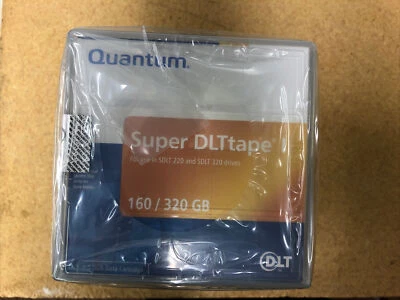 Quantum.
Super DLTtape
For use in SDLT 220 and SDLT 320 drives
160 / 320 GB
DLT